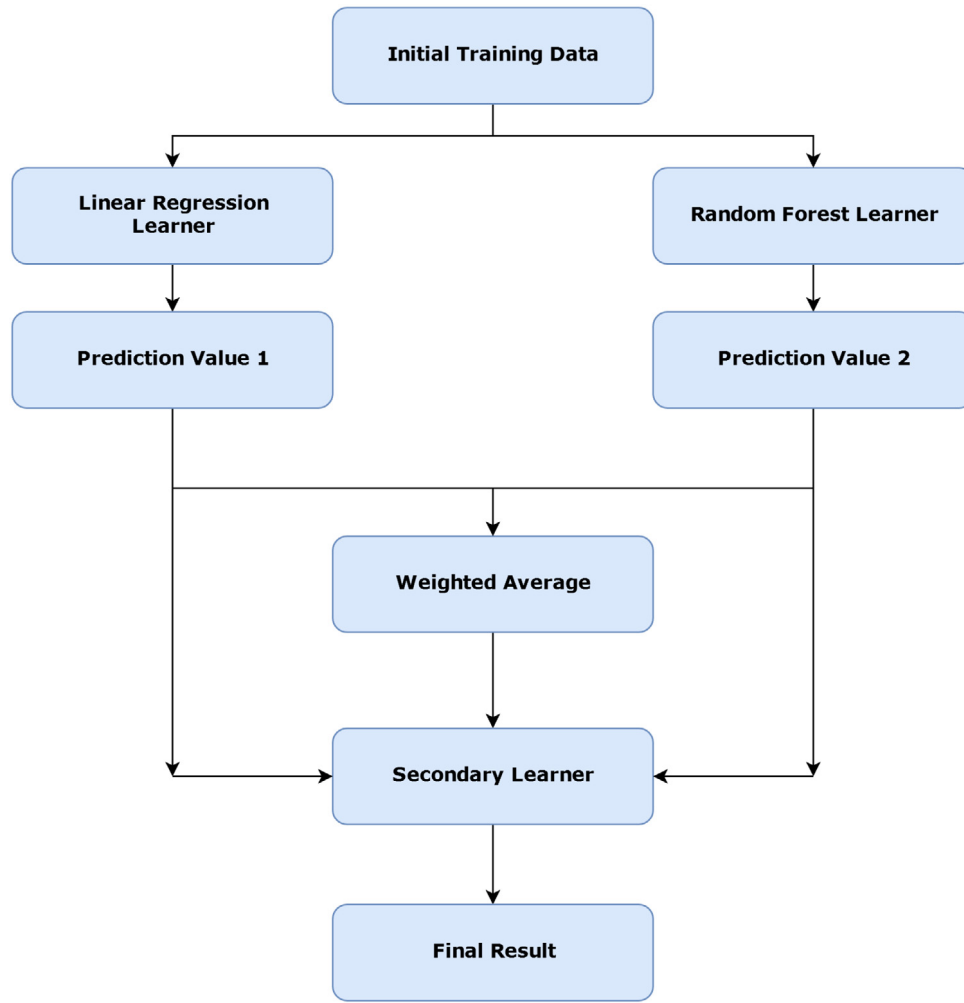 Initial Training Data
Linear Regression
Learner
Random Forest Learner
Prediction Value 1
Prediction Value 2
Weighted Average
Secondary Learner
Final Result